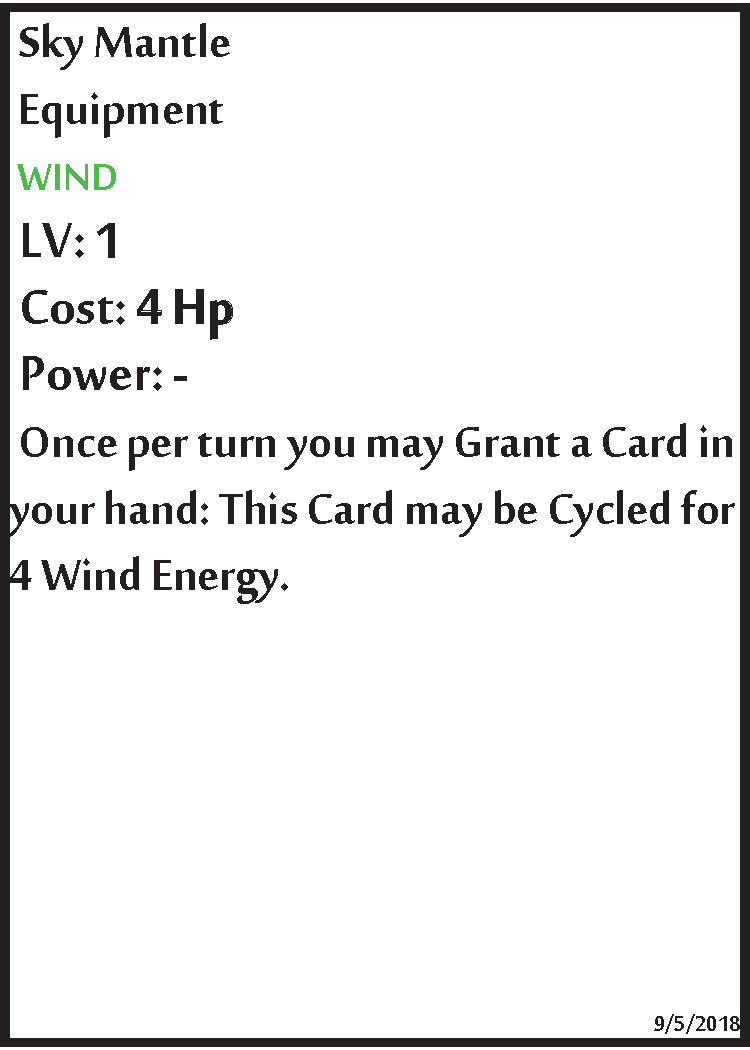 Sky Mantle
Equipment
WIND
LV: 1
Cost: 4 Hp
Power: -
Once per turn you may Grant a Card in
your hand: This Card may be Cycled for
4 Wind Energy.
9/5/2018